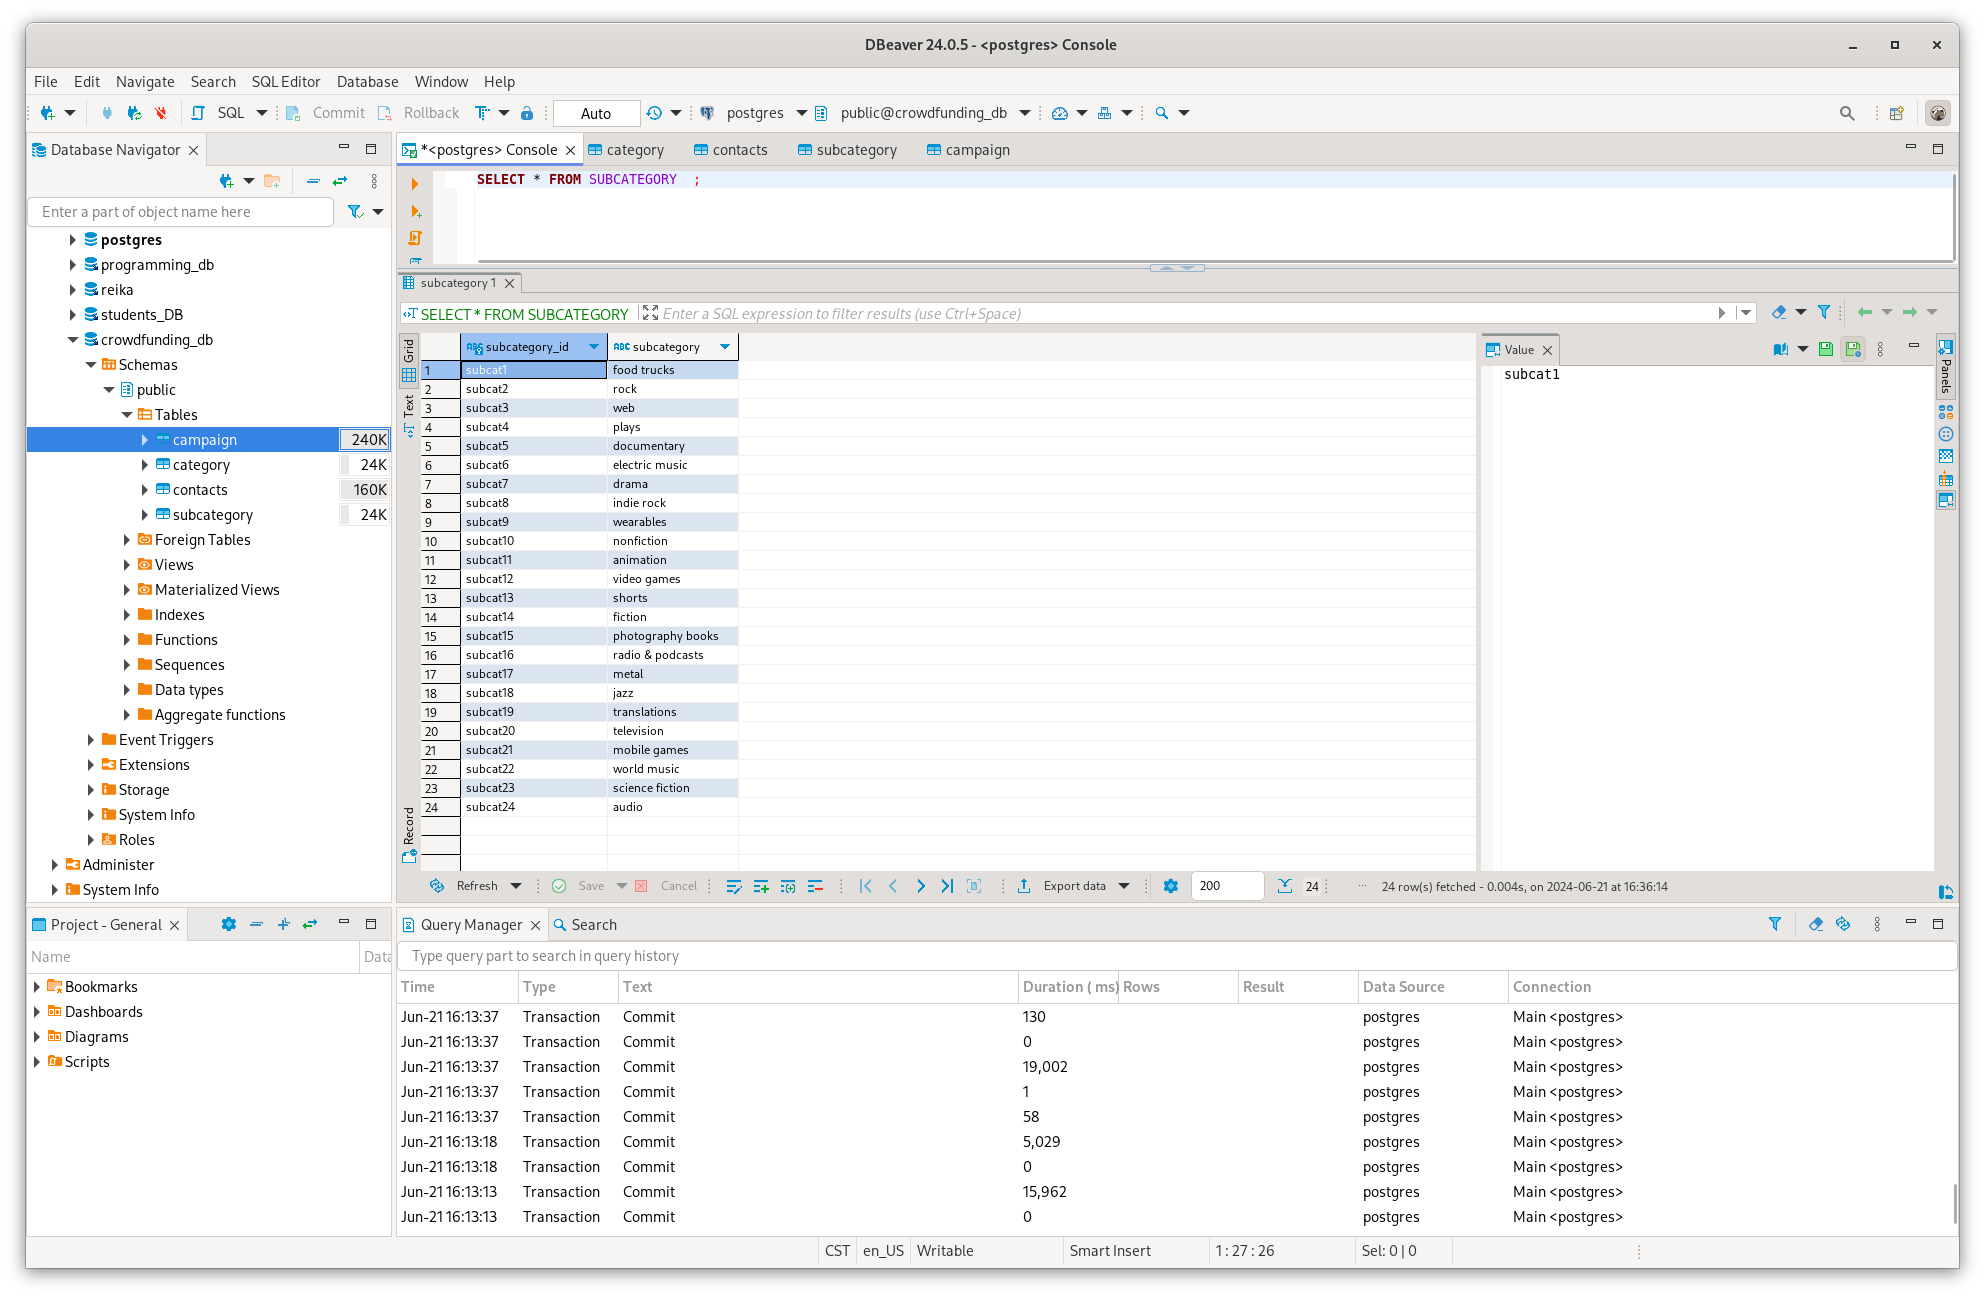 DBeaver 24.0.5 - <postgres> Console
File Edit Navigate Search SQL Editor Database Window Help
SQL Commit Rollback Auto postgres public@crowdfunding_db
Database Navigator
Enter a part of object name here
postgres
programming_db
reika
students_DB
crowdfunding_db
Schemas
public
Tables
campaign 240K
category 24K
contacts 160K
subcategory 24K
Foreign Tables
Views
Materialized Views
Indexes
Functions
Sequences
Data types
Aggregate functions
Event Triggers
Extensions
Storage
System Info
Roles
Administer
System Info
*<postgres> Console category contacts subcategory campaign
SELECT * FROM SUBCATEGORY ;
subcategory 1
SELECT * FROM SUBCATEGORY Enter a SQL expression to filter results (use Ctrl+Space)
Grid
Text
Record
subcategory_id subcategory
1 subcat1 food trucks
2 subcat2 rock
3 subcat3 web
4 subcat4 plays
5 subcat5 documentary
6 subcat6 electric music
7 subcat7 drama
8 subcat8 indie rock
9 subcat9 wearables
10 subcat10 nonfiction
11 subcat11 animation
12 subcat12 video games
13 subcat13 shorts
14 subcat14 fiction
15 subcat15 photography books
16 subcat16 radio & podcasts
17 subcat17 metal
18 subcat18 jazz
19 subcat19 translations
20 subcat20 television
21 subcat21 mobile games
22 subcat22 world music
23 subcat23 science fiction
24 subcat24 audio
Value
subcat1
Panels
Refresh Save Cancel Export data 200 24 ... 24 row(s) fetched - 0.004s, on 2024-06-21 at 16:36:14
Project - General
Name Data
Bookmarks
Dashboards
Diagrams
Scripts
Query Manager Search
Type query part to search in query history
Time Type Text Duration ( ms) Rows Result Data Source Connection
Jun-21 16:13:37 Transaction Commit 130 postgres Main <postgres>
Jun-21 16:13:37 Transaction Commit 0 postgres Main <postgres>
Jun-21 16:13:37 Transaction Commit 19,002 postgres Main <postgres>
Jun-21 16:13:37 Transaction Commit 1 postgres Main <postgres>
Jun-21 16:13:37 Transaction Commit 58 postgres Main <postgres>
Jun-21 16:13:18 Transaction Commit 5,029 postgres Main <postgres>
Jun-21 16:13:18 Transaction Commit 0 postgres Main <postgres>
Jun-21 16:13:13 Transaction Commit 15,962 postgres Main <postgres>
Jun-21 16:13:13 Transaction Commit 0 postgres Main <postgres>
CST en_US Writable Smart Insert 1 : 27 : 26 Sel: 0 | 0